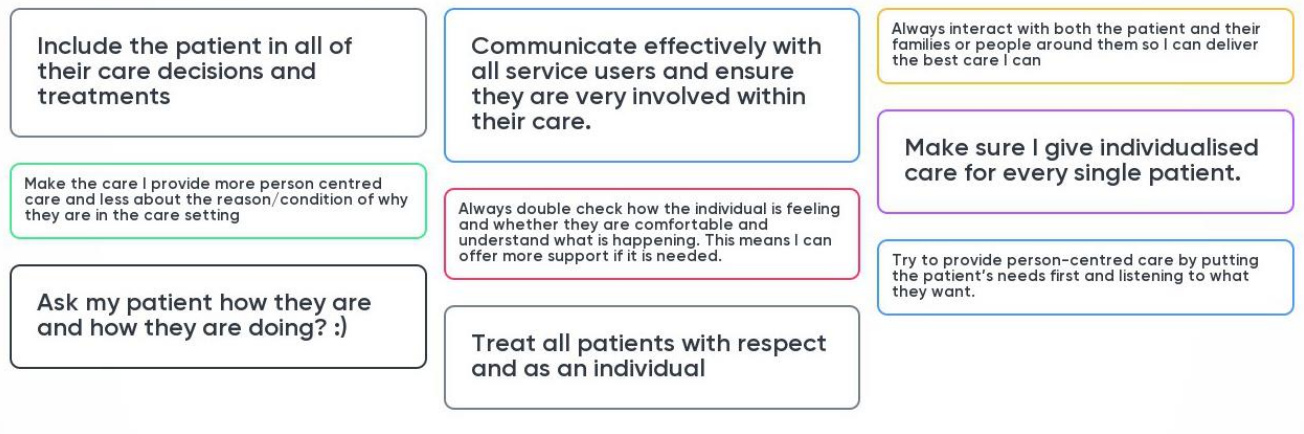 Include the patient in all of
their care decisions and
treatments
Make the care I provide more person centred
care and less about the reason/condition of why
they are in the care setting
Ask my patient how they are
and how they are doing? :)
Communicate effectively with
all service users and ensure
they are very involved within
their care.
Always double check how the individual is feeling
and whether they are comfortable and
understand what is happening. This means I can
offer more support if it is needed.
Treat all patients with respect
and as an individual
Always interact with both the patient and their
families or people around them so I can deliver
the best care I can
Make sure I give individualised
care for every single patient.
Try to provide person-centred care by putting
the patient’s needs first and listening to what
they want.